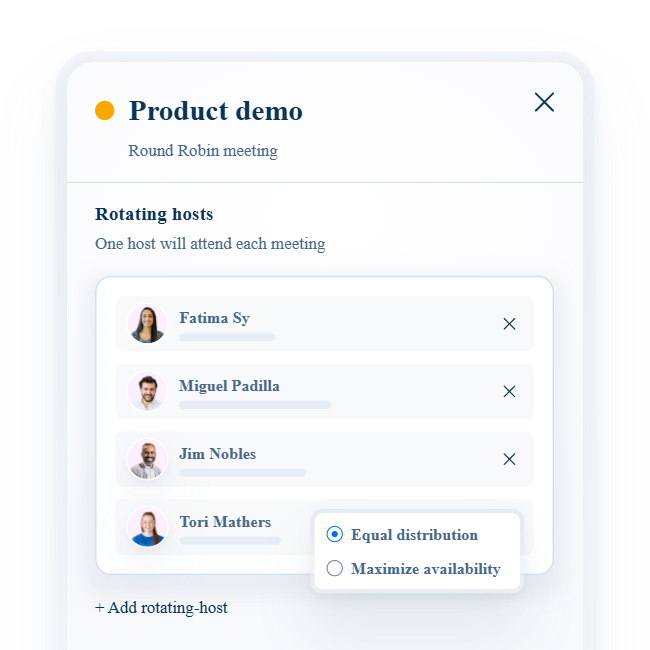 Product demo
Round Robin meeting
Rotating hosts
One host will attend each meeting
Fatima Sy
Miguel Padilla
Jim Nobles
Tori Mathers
Equal distribution
Maximize availability
+ Add rotating-host